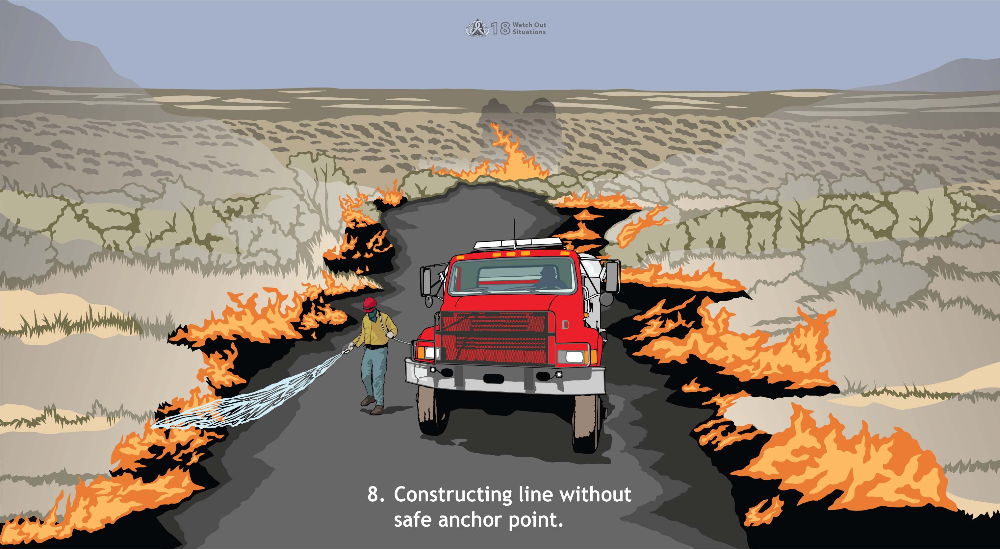 18 Watch Out
Situations
8. Constructing line without
safe anchor point.